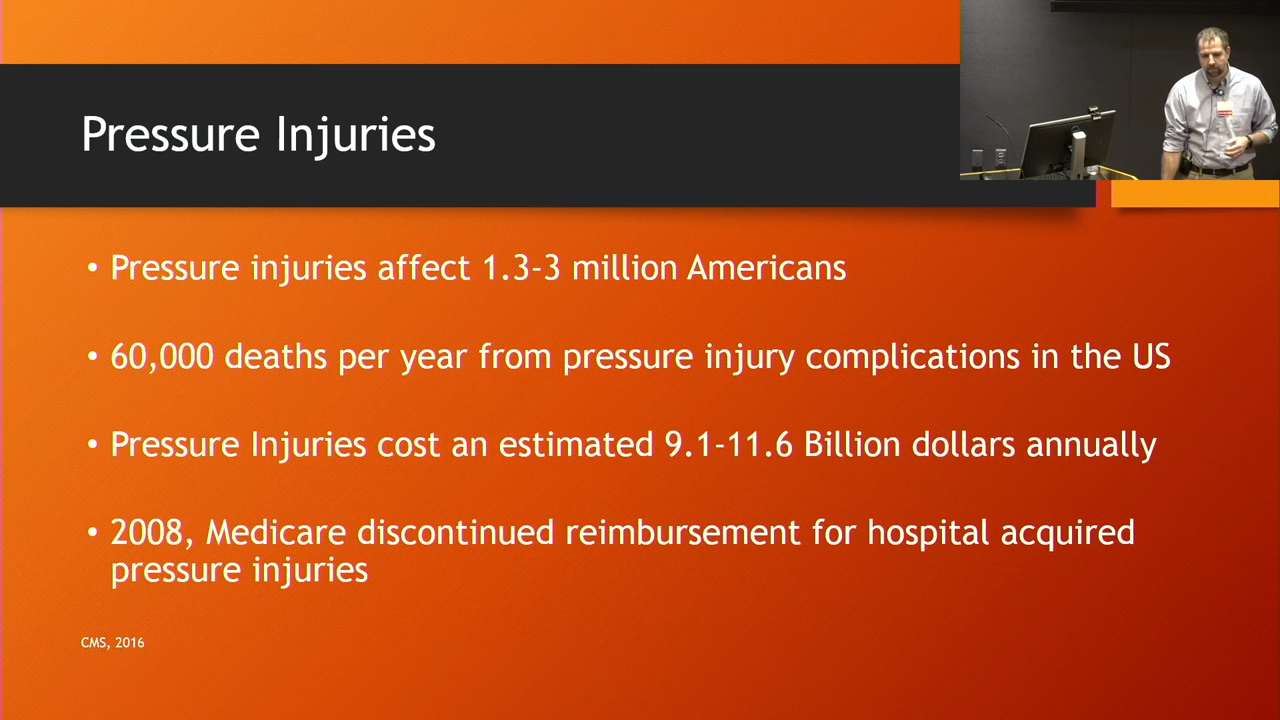 Pressure Injuries
• Pressure injuries affect 1.3-3 million Americans
• 60,000 deaths per year from pressure injury complications in the US
• Pressure Injuries cost an estimated 9.1-11.6 Billion dollars annually
• 2008, Medicare discontinued reimbursement for hospital acquired
pressure injuries
CMS, 2016